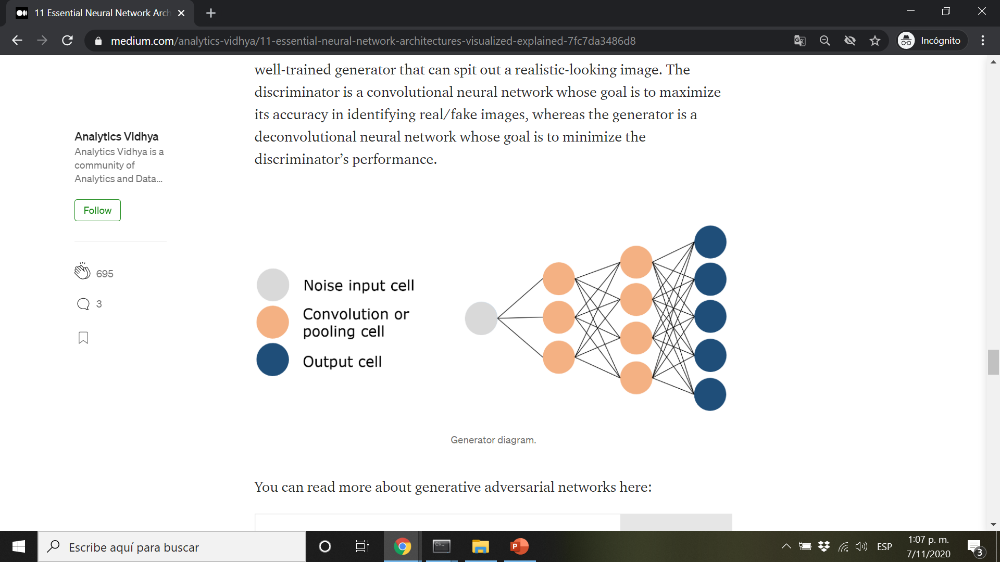 11 Essential Neural Network Arch
medium.com/analytics-vidhya/11-essential-neural-network-architectures-visualized-explained-7fc7da3486d8
Incógnito
well-trained generator that can spit out a realistic-looking image. The
discriminator is a convolutional neural network whose goal is to maximize
its accuracy in identifying real/fake images, whereas the generator is a
deconvolutional neural network whose goal is to minimize the
discriminator’s performance.
Analytics Vidhya
Analytics Vidhya is a
community of
Analytics and Data...
Follow
695
3
Noise input cell
Convolution or
pooling cell
Output cell
Generator diagram.
You can read more about generative adversarial networks here:
Escribe aquí para buscar
P
ESP
1:07 p. m.
7/11/2020
3